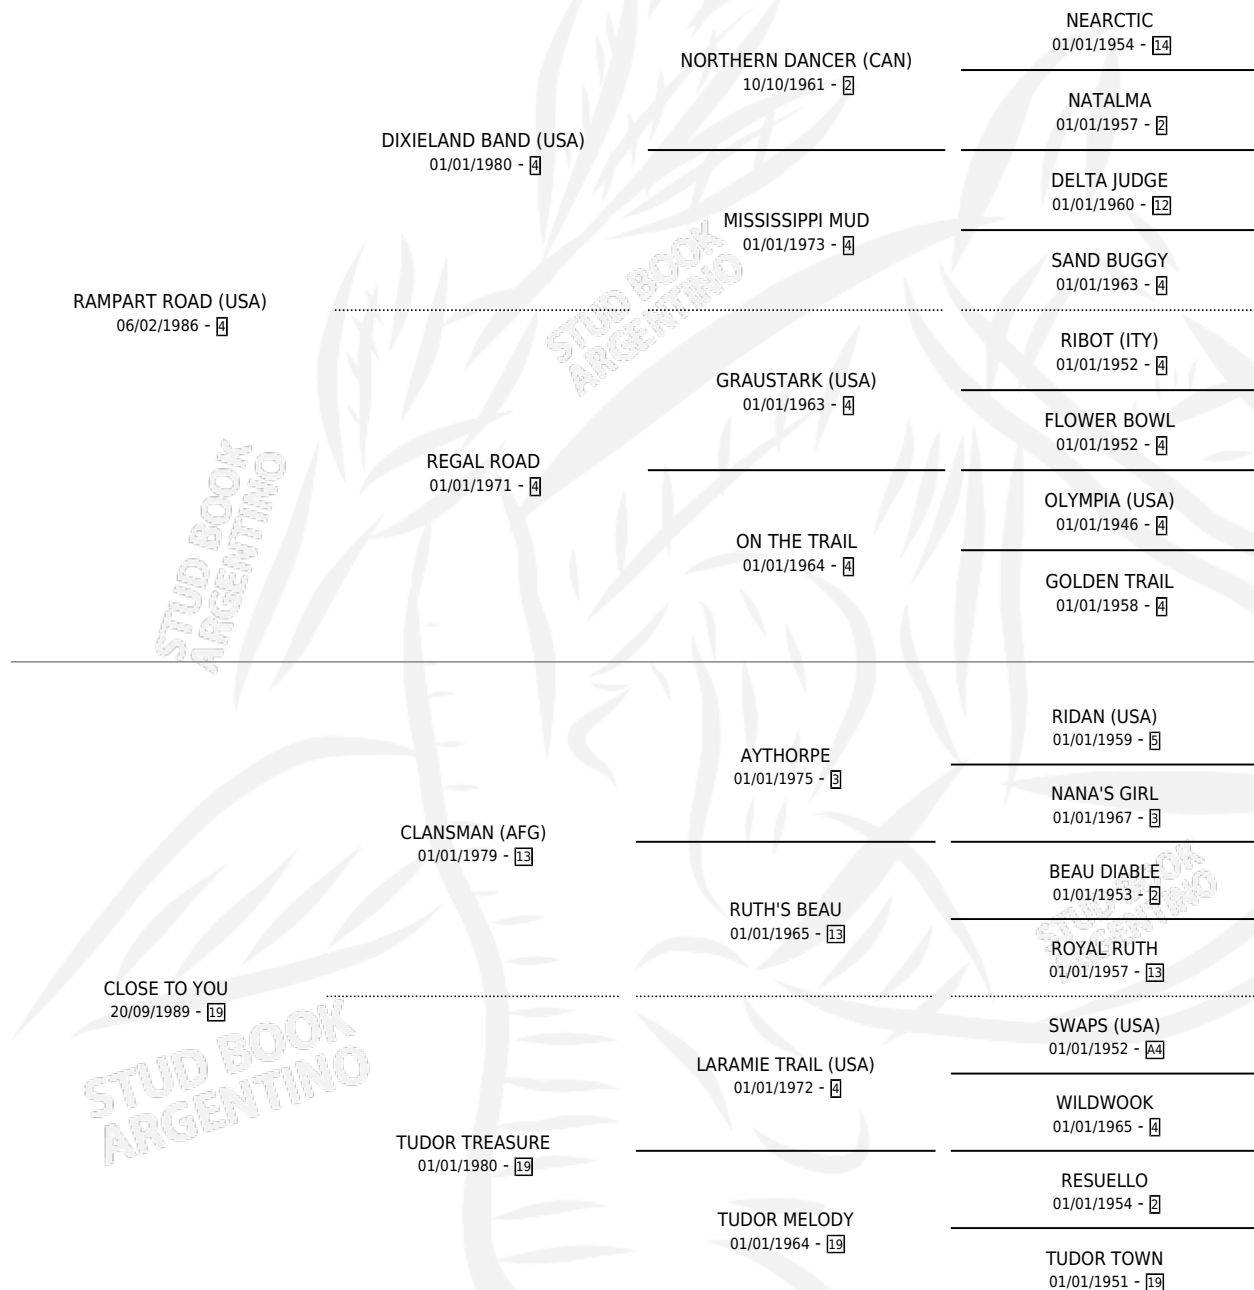 NEARCTIC
01/01/1954 - 14
NORTHERN DANCER (CAN)
10/10/1961 - 2
NATALMA
01/01/1957 - 2
DIXIELAND BAND (USA)
01/01/1980 - 4
DELTA JUDGE
01/01/1960 - 12
MISSISSIPPI MUD
01/01/1973 - 4
SAND BUGGY
01/01/1963 - 4
RAMPART ROAD (USA)
06/02/1986 - 4
RIBOT (ITY)
01/01/1952 - 4
GRAUSTARK (USA)
01/01/1963 - 4
FLOWER BOWL
01/01/1952 - 4
REGAL ROAD
01/01/1971 - 4
OLYMPIA (USA)
01/01/1946 - 4
ON THE TRAIL
01/01/1964 - 4
GOLDEN TRAIL
01/01/1958 - 4
RIDAN (USA)
01/01/1959 - 5
AYTHORPE
01/01/1975 - 3
NANA'S GIRL
01/01/1967 - 3
CLANSMAN (AFG)
01/01/1979 - 13
BEAU DIABLE
01/01/1953 - 2
RUTH'S BEAU
01/01/1965 - 13
ROYAL RUTH
01/01/1957 - 13
CLOSE TO YOU
20/09/1989 - 19
SWAPS (USA)
01/01/1952 - A4
LARAMIE TRAIL (USA)
01/01/1972 - 4
WILDWOOK
01/01/1965 - 4
TUDOR TREASURE
01/01/1980 - 19
RESUELLO
01/01/1954 - 2
TUDOR MELODY
01/01/1964 - 19
TUDOR TOWN
01/01/1951 - 19
STUD BOOK
ARGENTINO
STUD BOOK
ARGENTINO
STUD BOOK
ARGENTINO
STUD BOOK
ARGENTINO